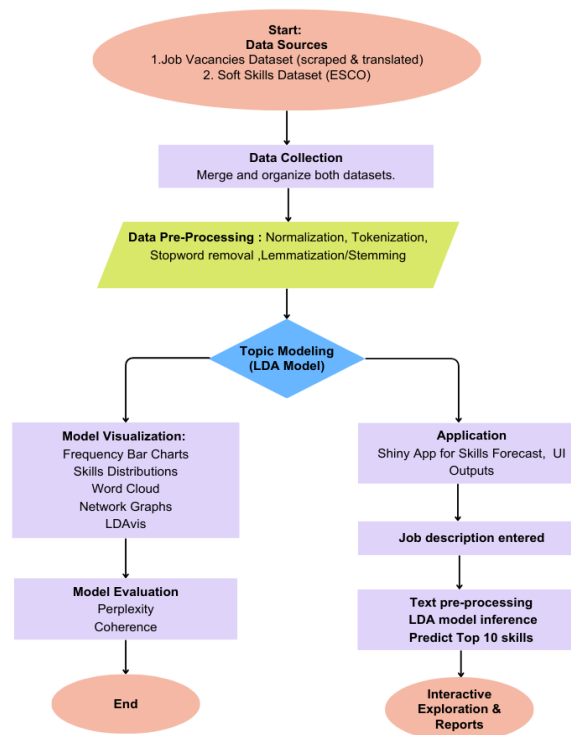 Start:
Data Sources
1.Job Vacancies Dataset (scraped & translated)
2. Soft Skills Dataset (ESCO)
Data Collection
Merge and organize both datasets.
Data Pre-Processing : Normalization, Tokenization,
Stopword removal ,Lemmatization/Stemming
Topic Modeling
(LDA Model)
Model Visualization:
Frequency Bar Charts
Skills Distributions
Word Cloud
Network Graphs
LDAvis
Model Evaluation
Perplexity
Coherence
End
Application
Shiny App for Skills Forecast, UI
Outputs
Job description entered
Text pre-processing
LDA model inference
Predict Top 10 skills
Interactive
Exploration &
Reports